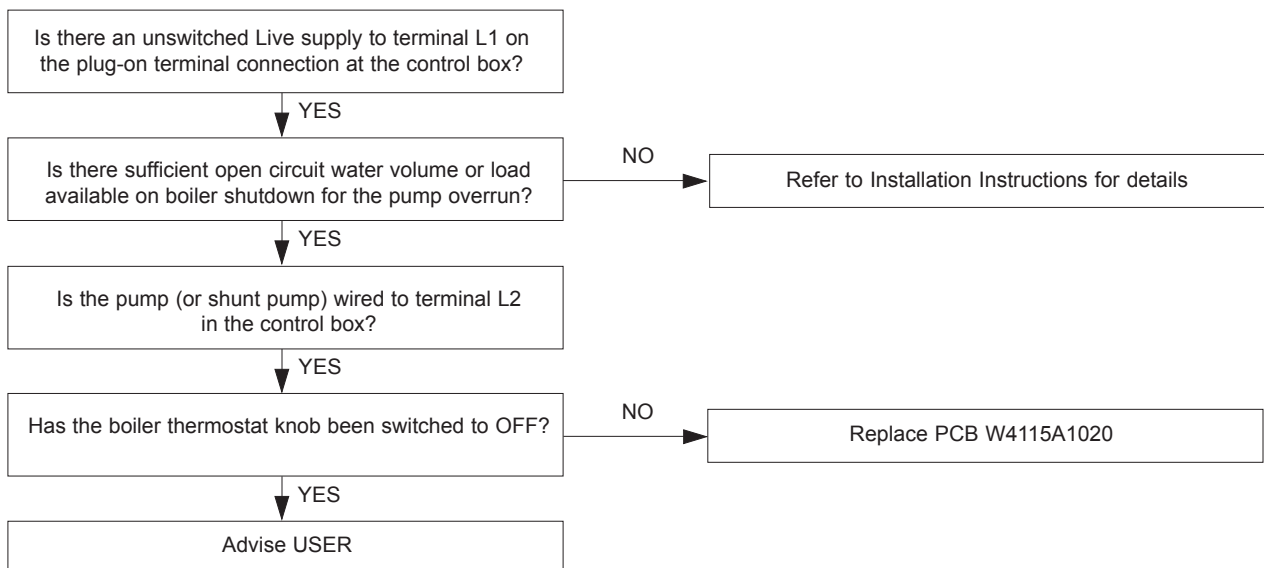 Is there an unswitched Live supply to terminal L1 on
the plug-on terminal connection at the control box?
YES
Is there sufficient open circuit water volume or load
available on boiler shutdown for the pump overrun?
NO
Refer to Installation Instructions for details
YES
Is the pump (or shunt pump) wired to terminal L2
in the control box?
YES
Has the boiler thermostat knob been switched to OFF?
NO
Replace PCB W4115A1020
YES
Advise USER